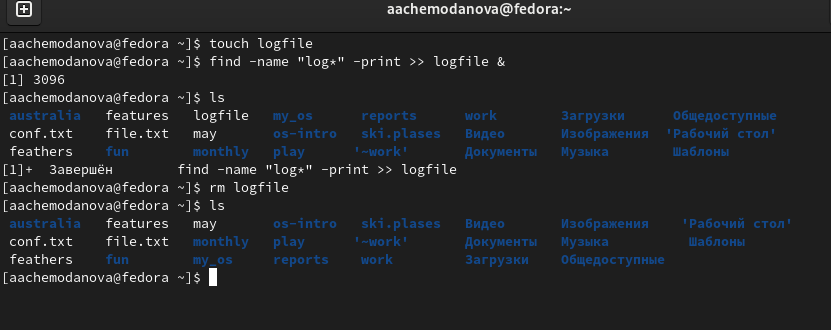 aachemodanova@fedora:~
[aachemodanova@fedora ~]$ touch logfile
[aachemodanova@fedora ~]$ find -name "log*" -print >> logfile &
[1] 3096
[aachemodanova@fedora ~]$ ls
australia features logfile my_os reports work Загрузки Общедоступные
conf.txt file.txt may os-intro ski.plases Видео Изображения 'Рабочий стол'
feathers fun monthly play '~work' Документы Музыка Шаблоны
[1]+ Завершён find -name "log*" -print >> logfile
[aachemodanova@fedora ~]$ rm logfile
[aachemodanova@fedora ~]$ ls
australia features may os-intro ski.plases Видео Изображения 'Рабочий стол'
conf.txt file.txt monthly play '~work' Документы Музыка Шаблоны
feathers fun my_os reports work Загрузки Общедоступные
[aachemodanova@fedora ~]$